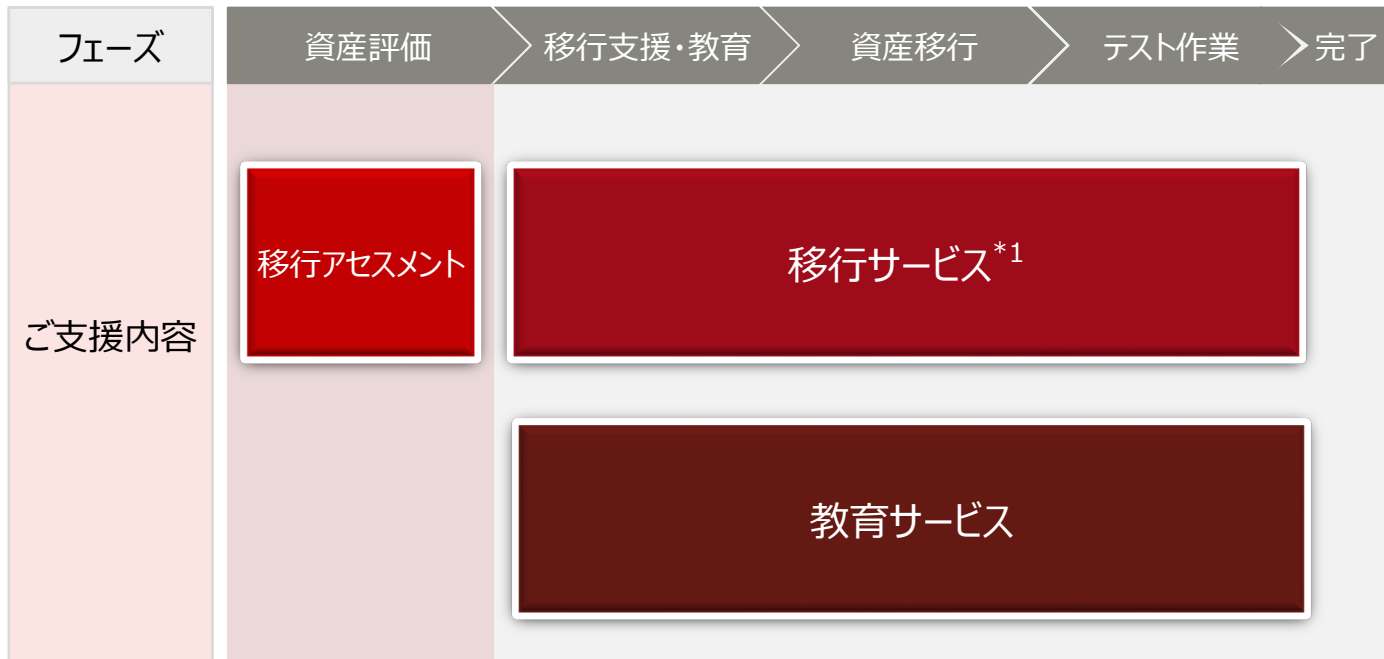 フェーズ
資産評価
移行支援・教育
資産移行
テスト作業
完了
ご支援内容
移行アセスメント
移行サービス*1
教育サービス